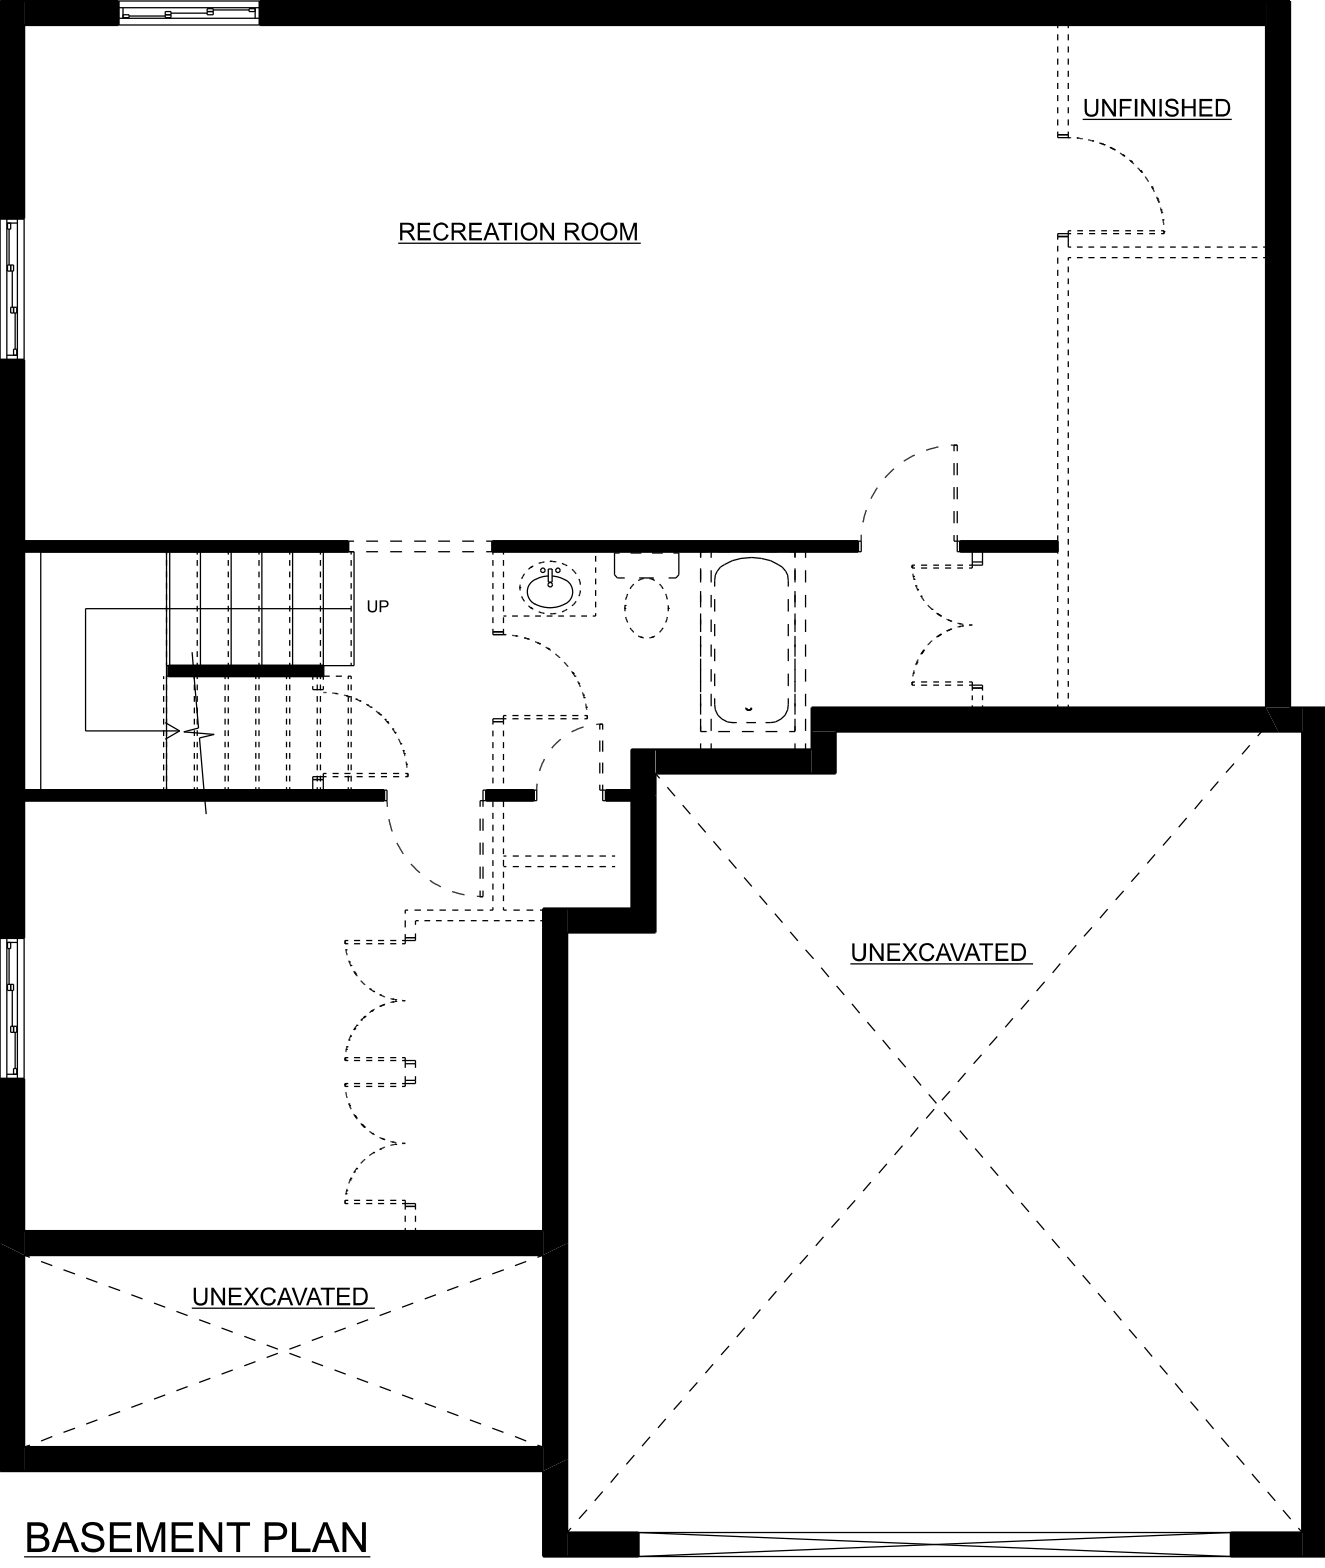 UNFINISHED
RECREATION ROOM
UP
UNEXCAVATED
UNEXCAVATED
BASEMENT PLAN